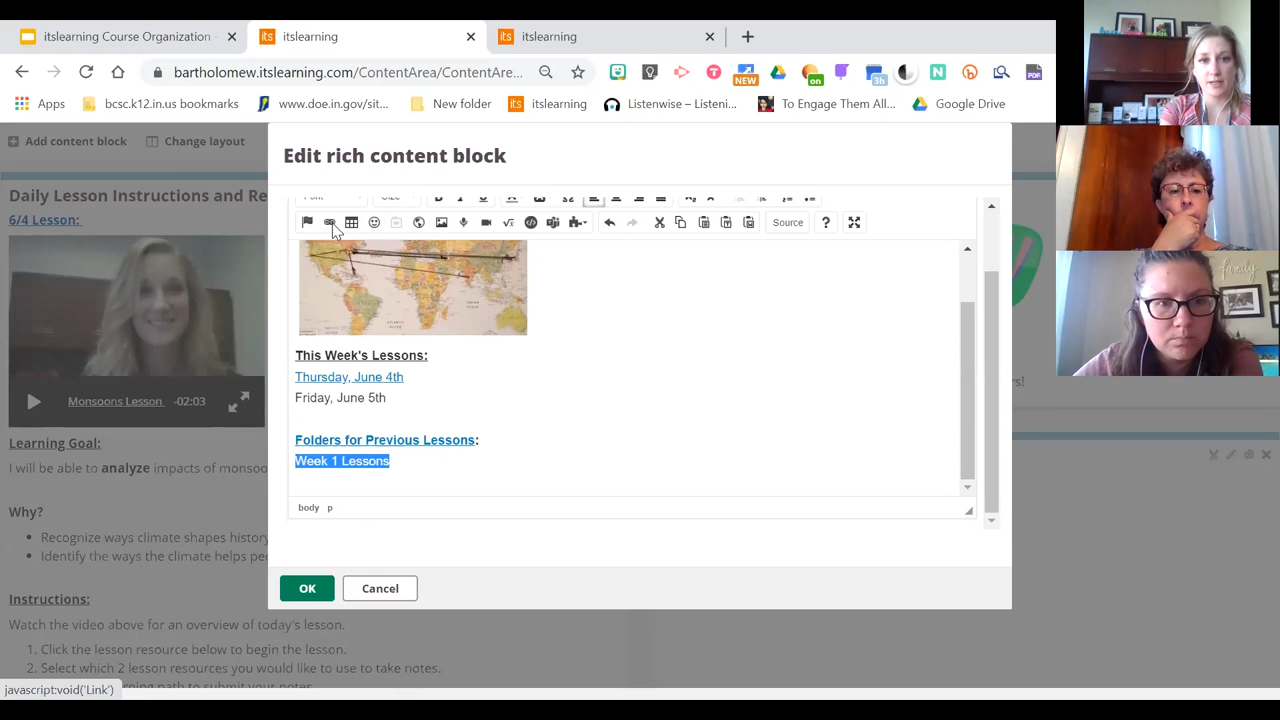 itslearning Course Organization
itslearning
itslearning
bartholomew.itslearning.com/ContentArea/ContentAre...
NEW
on
3h
PDF
Apps
bcsc.k12.in.us bookmarks
www.doe.in.gov/sit...
New folder
itslearning
Listenwise – Listeni...
To Engage Them All...
Google Drive
Add content block
Change layout
Edit rich content block
Daily Lesson Instructions and Re
6/4 Lesson:
Source
This Week's Lessons:
Thursday, June 4th
Friday, June 5th
Folders for Previous Lessons:
Week 1 Lessons
body p
OK
Cancel
Monsoons Lesson -02:03
Learning Goal:
I will be able to analyze impacts of monsoo
Why?
Recognize ways climate shapes history
Identify the ways the climate helps pe
Instructions:
Watch the video above for an overview of today's lesson.
1. Click the lesson resource below to begin the lesson.
2. Select which 2 lesson resources you would like to use to take notes.
javascript:void('Link')
family